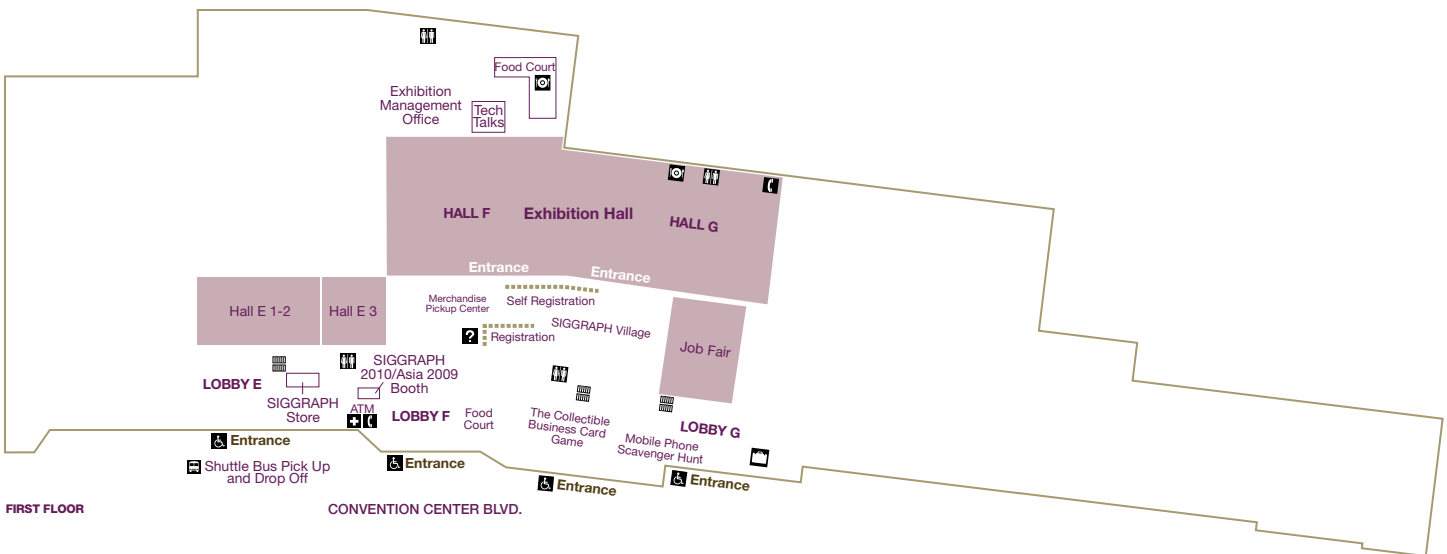 Food Court
Exhibition
Management
Office
Tech
Talks
HALL F
Exhibition Hall
HALL G
Entrance
Entrance
Hall E 1-2
Hall E 3
Merchandise
Pickup Center
Self Registration
?
Registration
SIGGRAPH Village
Job Fair
LOBBY E
SIGGRAPH
Store
SIGGRAPH
2010/Asia 2009
Booth
ATM
LOBBY F
Food
Court
The Collectible
Business Card
Game
Mobile Phone
Scavenger Hunt
LOBBY G
Entrance
Shuttle Bus Pick Up
and Drop Off
Entrance
Entrance
Entrance
FIRST FLOOR
CONVENTION CENTER BLVD.